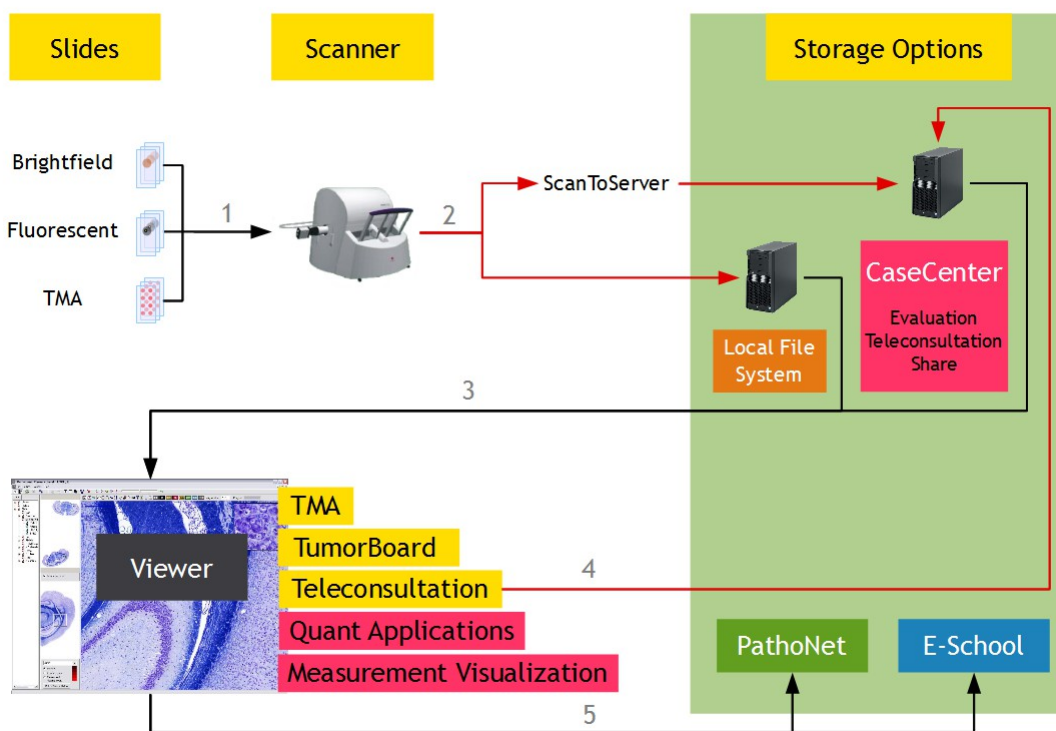 Slides
Scanner
Storage Options
Brightfield
Fluorescent
TMA
1
2
ScanToServer
CaseCenter
Evaluation
Teleconsultation
Share
Local File
System
3
Viewer
TMA
TumorBoard
Teleconsultation
Quant Applications
Measurement Visualization
4
PathoNet
E-School
5